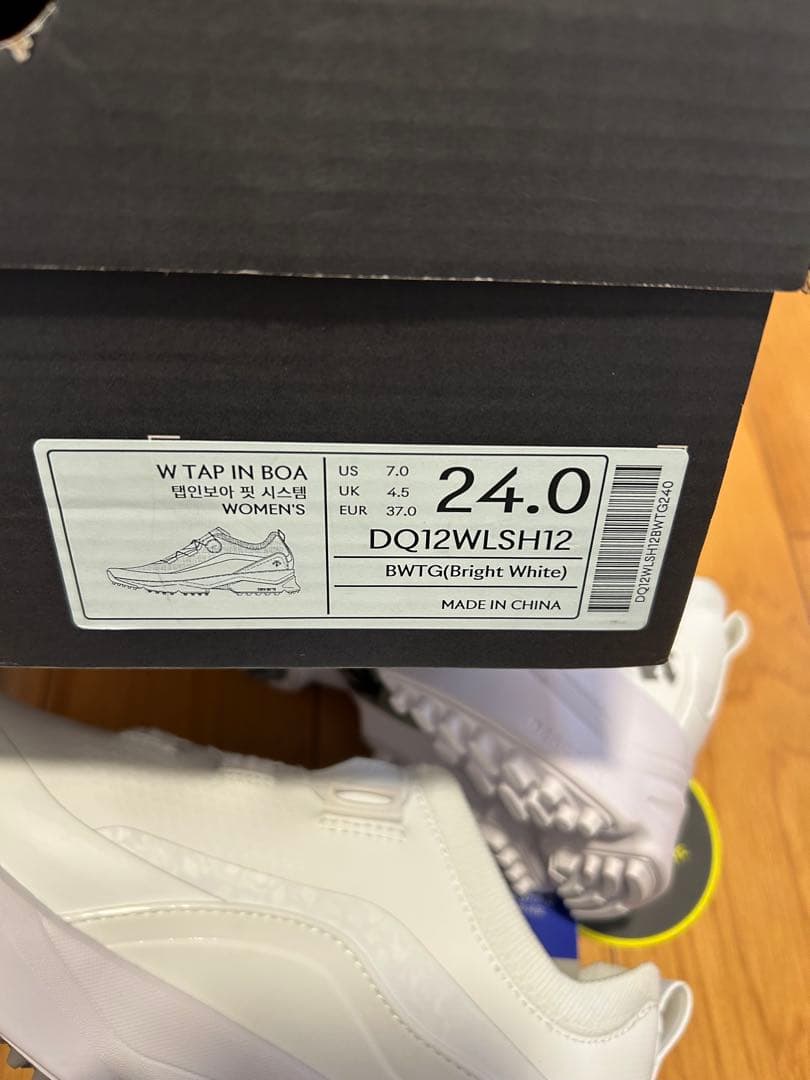 W TAP IN BOA
탭인보아 핏 시스템
WOMEN'S
US 7.0
UK 4.5
EUR 37.0
24.0
DQ12WLSH12
BWTG(Bright White)
MADE IN CHINA
DQ12WLSH12BWTG240